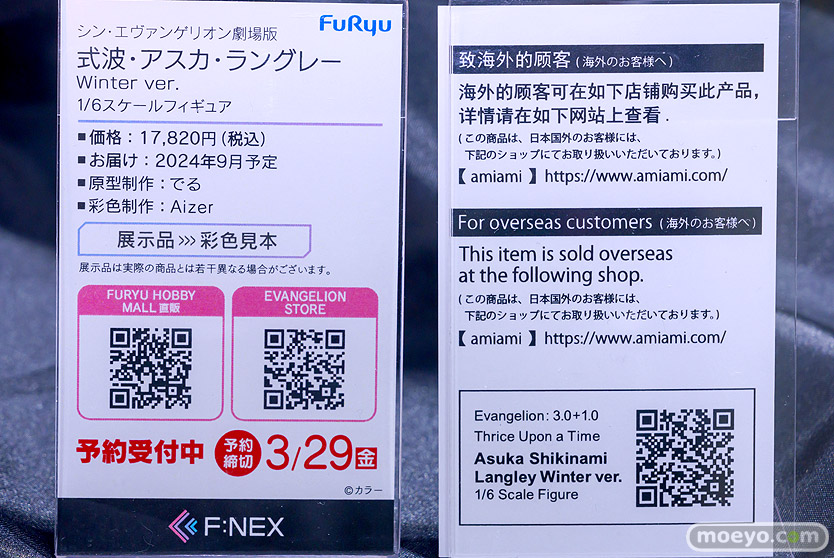 FuRyu
シン・エヴァンゲリオン劇場版
式波・アスカ・ラングレー
Winter ver.
1/6スケールフィギュア
■価格：17,820円（税込）
■お届け：2024年9月予定
■原型制作：でる
■彩色制作：Aizer
展示品>>>彩色見本
展示品は実際の商品とは若干異なる場合がございます。
FURYU HOBBY
MALL直販
EVANGELION
STORE
予約受付中
予約
締切
3/29金
©カラー
F:NEX
致海外的顾客（海外のお客様へ）
海外的顾客可在如下店铺购买此产品，
详情请在如下网站上查看.
（この商品は、日本国外のお客様には、
下記のショップにてお取り扱いいただいております。）
【 amiami 】https://www.amiami.com/
For overseas customers（海外のお客様へ）
This item is sold overseas
at the following shop.
（この商品は、日本国外のお客様には、
下記のショップにてお取り扱いいただいております。）
【 amiami 】https://www.amiami.com/
Evangelion: 3.0+1.0
Thrice Upon a Time
Asuka Shikinami
Langley Winter ver.
1/6 Scale Figure
moeyo.com